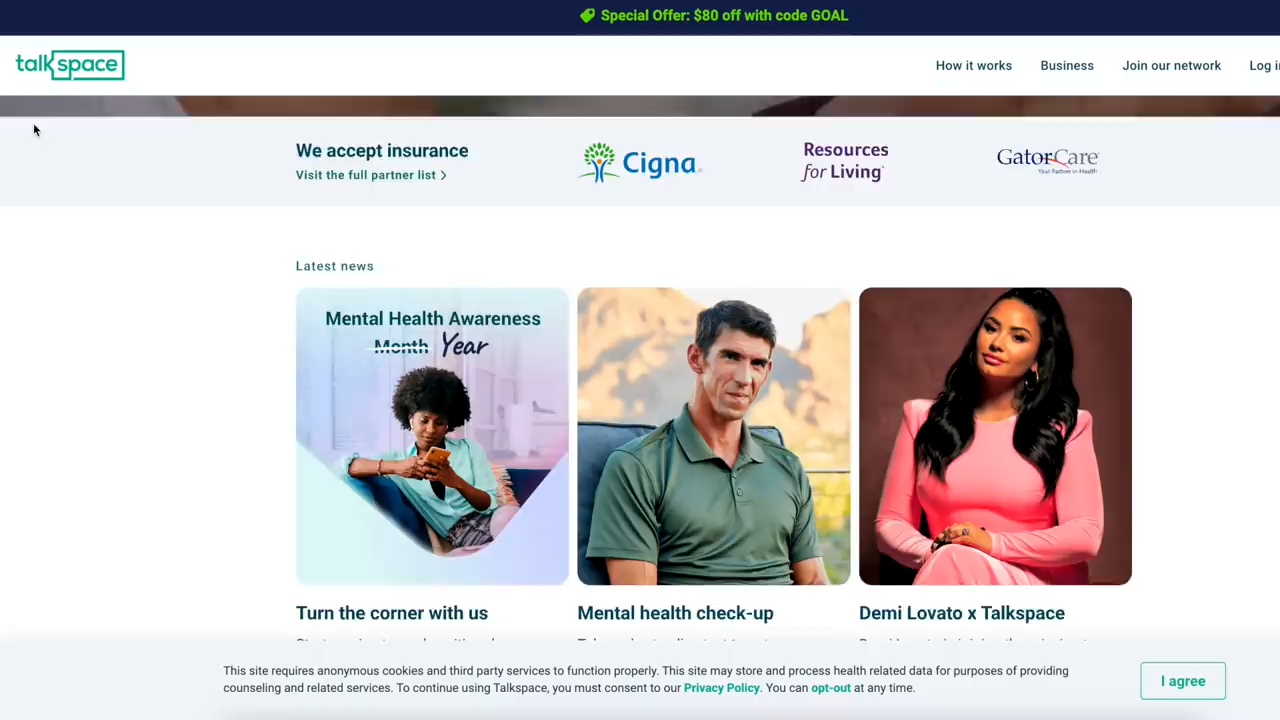 Special Offer: $80 off with code GOAL
talkspace
How it works
Business
Join our network
Log
We accept insurance
Visit the full partner list
Cigna
Resources
for Living
GatorCare
Your Partner in Health
Latest news
Mental Health Awareness
Month Year
Turn the corner with us
Mental health check-up
Demi Lovato x Talkspace
This site requires anonymous cookies and third party services to function properly. This site may store and process health related data for purposes of providing
counseling and related services. To continue using Talkspace, you must consent to our Privacy Policy. You can opt-out at any time.
I agree